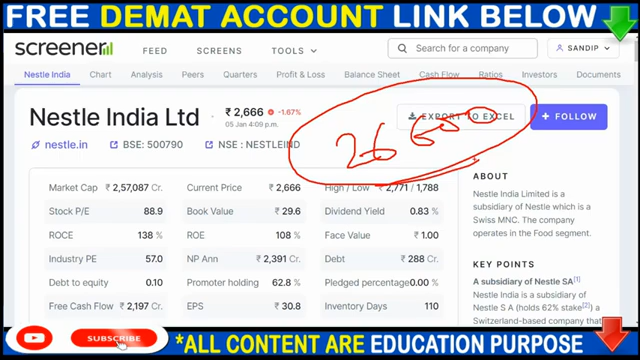 FREE DEMAT ACCOUNT LINK BELOW
screener
FEED SCREENS TOOLS
Search for a company
SANDIP
Nestle India Chart Analysis Peers Quarters Profit & Loss Balance Sheet Cash Flow Ratios Investors Documents
Nestle India Ltd
₹ 2,666 -1.67%
05 Jan 4:09 p.m.
EXPORT TO EXCEL
+ FOLLOW
nestle.in BSE: 500790 NSE: NESTLEIND
26600
Market Cap ₹ 2,57,087 Cr.
Current Price ₹ 2,666
High / Low ₹ 2,771 / 1,788
Stock P/E 88.9
Book Value ₹ 29.6
Dividend Yield 0.83 %
ROCE 138 %
ROE 108 %
Face Value ₹ 1.00
Industry PE 57.0
NP Ann ₹ 2,391 Cr.
Debt ₹ 288 Cr.
Debt to equity 0.10
Promoter holding 62.8 %
Pledged percentage 0.00 %
Free Cash Flow ₹ 2,197 Cr.
EPS ₹ 30.8
Inventory Days 110
ABOUT
Nestle India Limited is a
subsidiary of Nestle which is a
Swiss MNC. The company
operates in the Food segment.
KEY POINTS
A subsidiary of Nestle SA[1]
Nestle India is a subsidiary of
Nestle S A (holds 62% stake[2]) a
Switzerland-based company that
SUBSCRIBE
*ALL CONTENT ARE EDUCATION PURPOSE